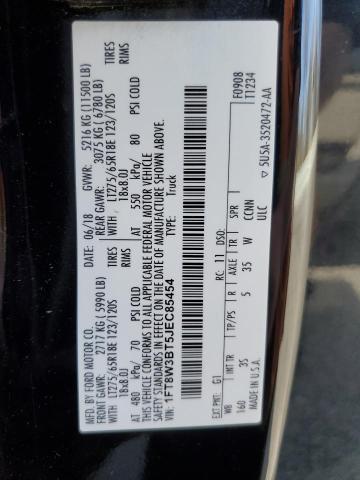 MFD. BY FORD MOTOR CO.
DATE: 06/18 GVWR: 5216 KG (11500 LB)
FRONT GAWR: 2717 KG (5990 LB) REAR GAWR: 3075 KG (6780 LB)
WITH LT275/65R18E 123/120S TIRES WITH LT275/65R18E 123/120S TIRES
18x8.0J RIMS 18x8.0J RIMS
AT 480 kPa/ 70 PSI COLD AT 550 kPa/ 80 PSI COLD
THIS VEHICLE CONFORMS TO ALL APPLICABLE FEDERAL MOTOR VEHICLE
SAFETY STANDARDS IN EFFECT ON THE DATE OF MANUFACTURE SHOWN ABOVE.
VIN: 1FT8W3BT5JEC85454
TYPE: Truck
F0908
T1234
EXT PNT: G1 RC: 11 DSO:
WB INT TR TP/PS R AXLE TR SPR
160 3S 5 35 W CONN
ULC
MADE IN U.S.A. ▽ 5U5A-3520472-AA